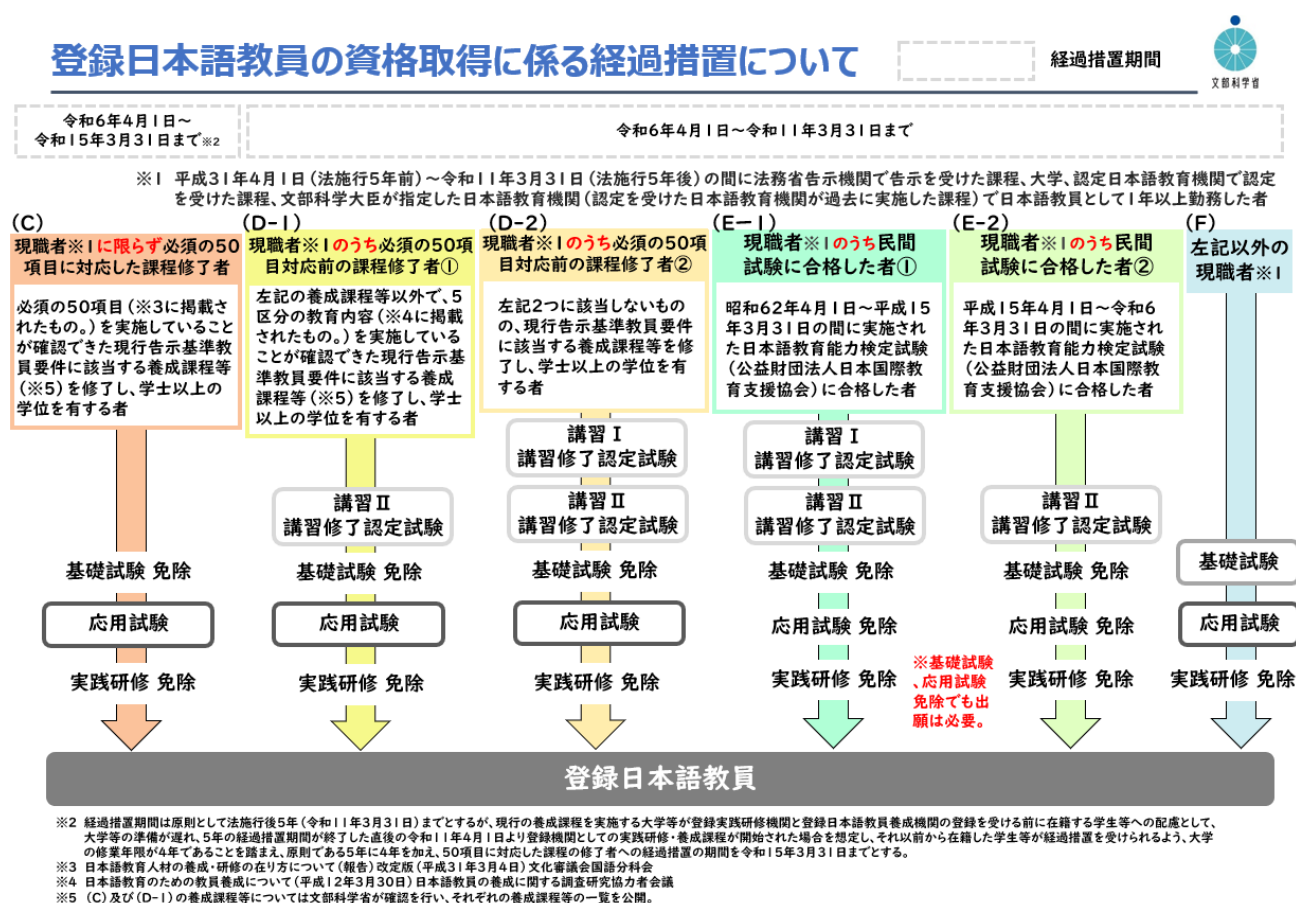 登録日本語教員の資格取得に係る経過措置について
経過措置期間
文部科学省
令和6年4月1日~
令和15年3月31日まで※2
令和6年4月1日~令和11年3月31日まで
※1 平成31年4月1日(法施行5年前)~令和11年3月31日(法施行5年後)の間に法務省告示機関で告示を受けた課程、大学、認定日本語教育機関で認定
を受けた課程、文部科学大臣が指定した日本語教育機関(認定を受けた日本語教育機関が過去に実施した課程)で日本語教員として1年以上勤務した者
(C)
現職者※1に限らず必須の50
項目に対応した課程修了者
必須の50項目(※3に掲載さ
れたもの。)を実施していること
が確認できた現行告示基準教
員要件に該当する養成課程等
(※5)を修了し、学士以上の
学位を有する者
基礎試験 免除
応用試験
実践研修 免除
(D-1)
現職者※1のうち必須の50項
目対応前の課程修了者①
左記の養成課程等以外で、5
区分の教育内容(※4に掲載
されたもの。)を実施している
ことが確認できた現行告示基
準教員要件に該当する養成
課程等(※5)を修了し、学士
以上の学位を有する者
講習Ⅱ
講習修了認定試験
基礎試験 免除
応用試験
実践研修 免除
(D-2)
現職者※1のうち必須の50項
目対応前の課程修了者②
左記2つに該当しないもの
の、現行告示基準教員要件
に該当する養成課程等を修
了し、学士以上の学位を有
する者
講習Ⅰ
講習修了認定試験
講習Ⅱ
講習修了認定試験
基礎試験 免除
応用試験
実践研修 免除
(E-1)
現職者※1のうち民間
試験に合格した者①
昭和62年4月1日~平成15
年3月31日の間に実施され
た日本語教育能力検定試験
(公益財団法人日本国際教
育支援協会)に合格した者
講習Ⅰ
講習修了認定試験
講習Ⅱ
講習修了認定試験
基礎試験 免除
応用試験 免除
実践研修 免除
※基礎試験
、応用試験
免除でも出
願は必要。
(E-2)
現職者※1のうち民間
試験に合格した者②
平成15年4月1日~令和6
年3月31日の間に実施され
た日本語教育能力検定試験
(公益財団法人日本国際教
育支援協会)に合格した者
講習Ⅱ
講習修了認定試験
基礎試験 免除
応用試験 免除
実践研修 免除
(F)
左記以外の
現職者※1
基礎試験
応用試験
実践研修 免除
登録日本語教員
※2 経過措置期間は原則として法施行後5年(令和11年3月31日)までとするが、現行の養成課程を実施する大学等が登録実践研修機関と登録日本語教員養成機関の登録を受ける前に在籍する学生等への配慮として、
大学等の準備が遅れ、5年の経過措置期間が終了した直後の令和11年4月1日より登録機関としての実践研修・養成課程が開始された場合を想定し、それ以前から在籍した学生等が経過措置を受けられるよう、大学
の修業年限が4年であることを踏まえ、原則である5年に4年を加え、50項目に対応した課程の修了者への経過措置の期間を令和15年3月31日までとする。
※3 日本語教育人材の養成・研修の在り方について(報告)改定版(平成31年3月4日)文化審議会国語分科会
※4 日本語教育のための教員養成について(平成12年3月30日)日本語教員の養成に関する調査研究協力者会議
※5 (C)及び(D-1)の養成課程等については文部科学省が確認を行い、それぞれの養成課程等の一覧を公開。